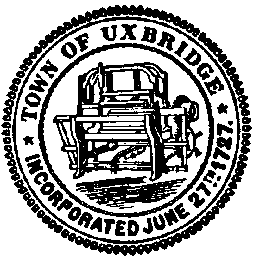 ★ TOWN OF UXBRIDGE ★
INCORPORATED JUNE 27TH 1727.